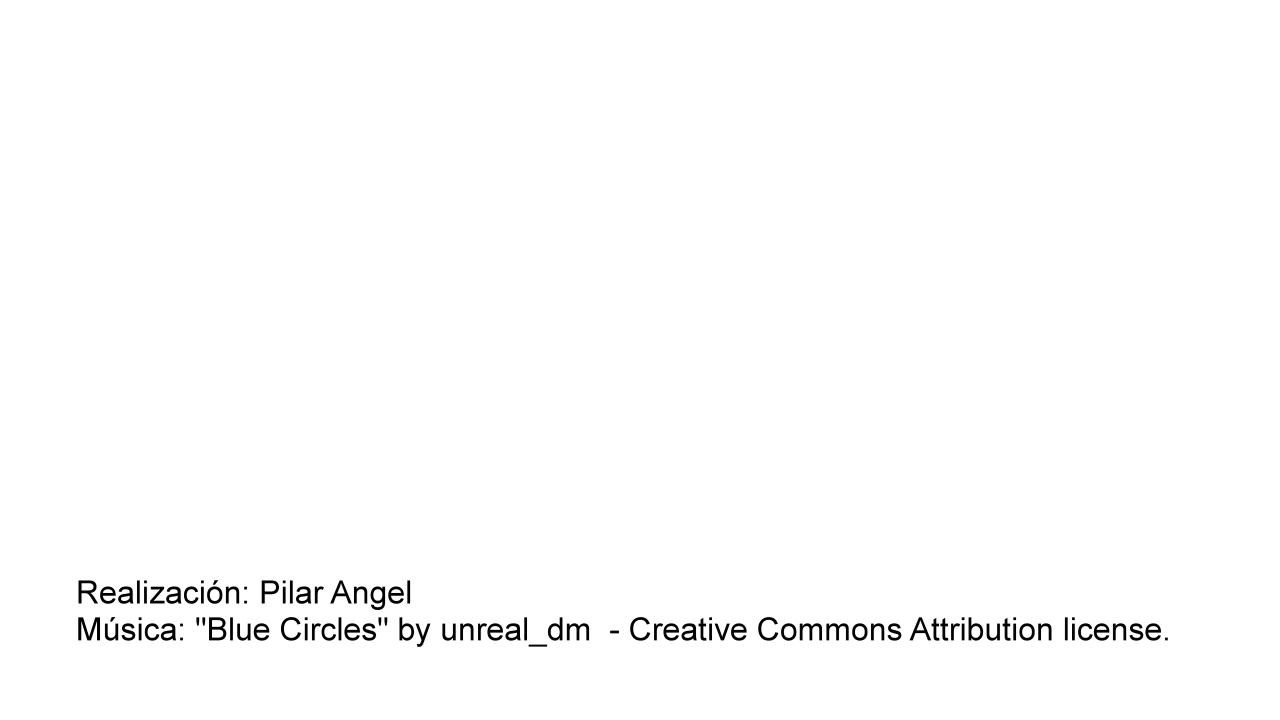 Realización: Pilar Angel
Música: "Blue Circles" by unreal_dm  - Creative Commons Attribution license.